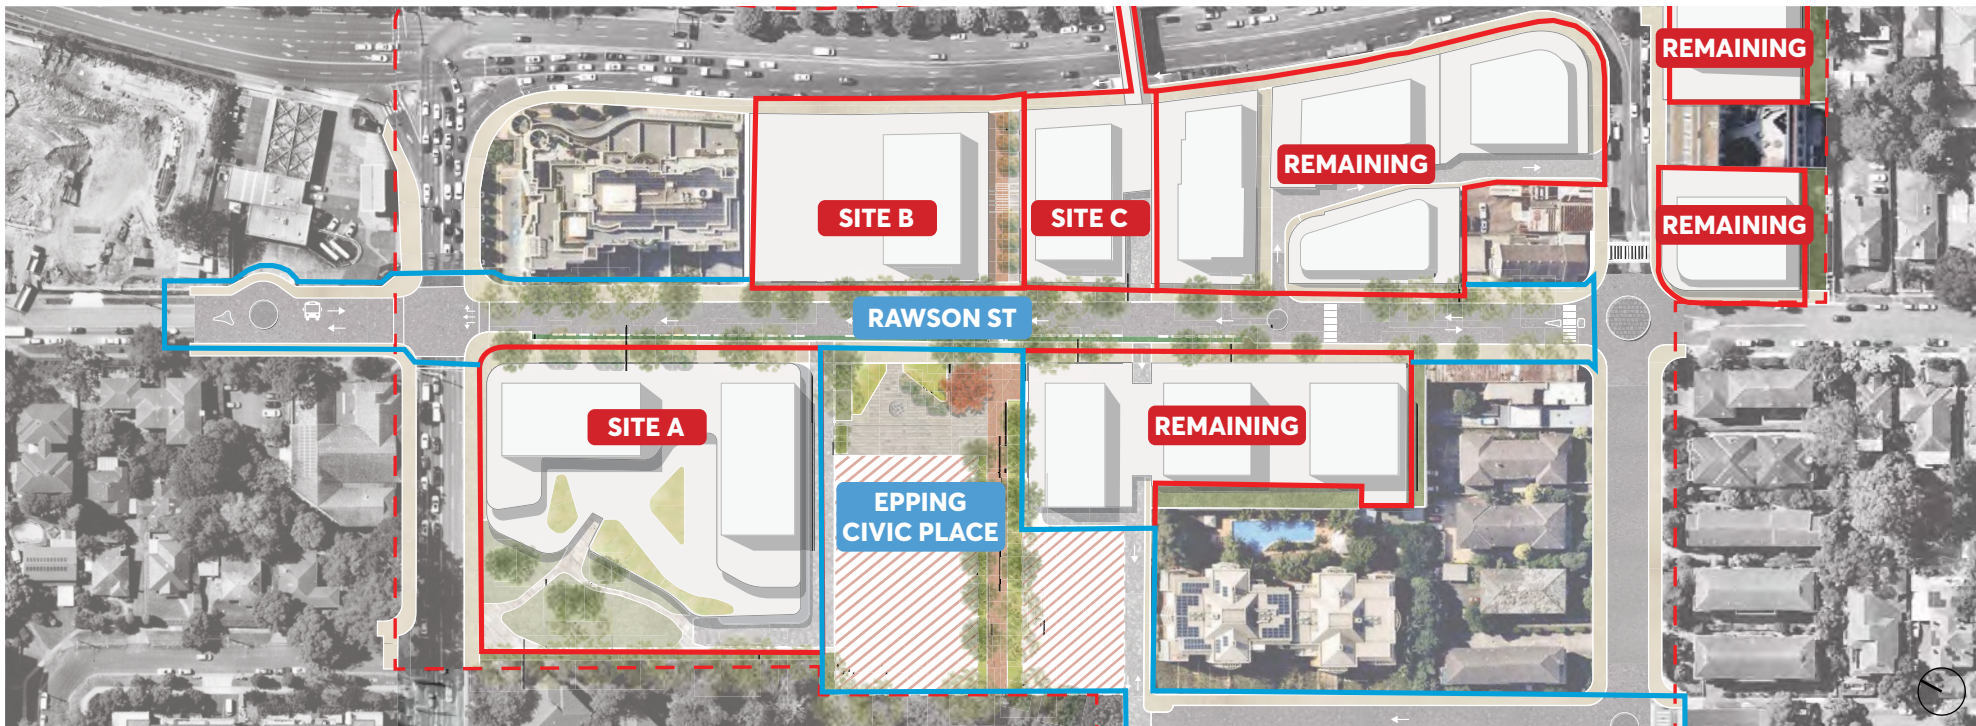 REMAINING
REMAINING
SITE B
SITE C
REMAINING
RAWSON ST
SITE A
REMAINING
EPPING
CIVIC PLACE